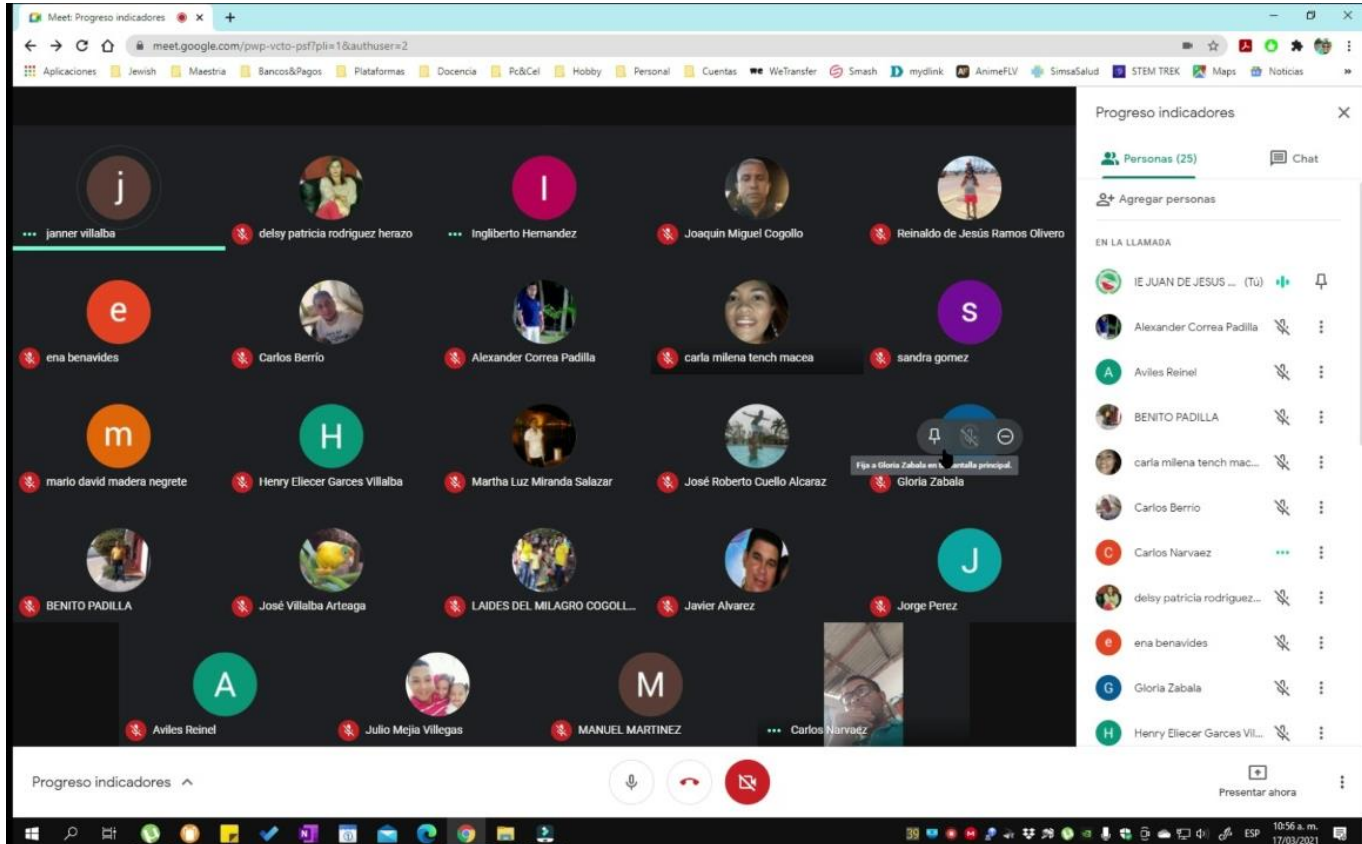 Meet: Progreso indicadores
meet.google.com/pwp-vcto-psf?pli=1&authuser=2
Aplicaciones Jewish Maestria Bancos&Pagos Plataformas Docencia Pc&Cel Hobby Personal Cuentas WeTransfer Smash mydlink AnimeFLV SimsaSalud STEM TREK Maps Noticias »
j I
janner villalba delsy patricia rodriguez herazo Ingliberto Hernandez Joaquin Miguel Cogollo Reinaldo de Jesús Ramos Olivero
e s
ena benavides Carlos Berrío Alexander Correa Padilla carla milena tench macea sandra gomez
m H
Fija a Gloria Zabala en pantalla principal.
mario david madera negrete Henry Eliecer Garces Villalba Martha Luz Miranda Salazar José Roberto Cuello Alcaraz Gloria Zabala
J
BENITO PADILLA José Villalba Arteaga LAIDES DEL MILAGRO COGOLL... Javier Alvarez Jorge Perez
A M
Aviles Reinel Julio Mejia Villegas MANUEL MARTINEZ Carlos Narvaez
Progreso indicadores
Personas (25) Chat
Agregar personas
EN LA LLAMADA
IE JUAN DE JESUS ... (Tú)
Alexander Correa Padilla
A Aviles Reinel
BENITO PADILLA
carla milena tench mac...
Carlos Berrío
C Carlos Narvaez
delsy patricia rodriguez...
e ena benavides
G Gloria Zabala
H Henry Eliecer Garces Vil...
Progreso indicadores
Presentar ahora
39 ESP 10:56 a. m.
17/03/2021